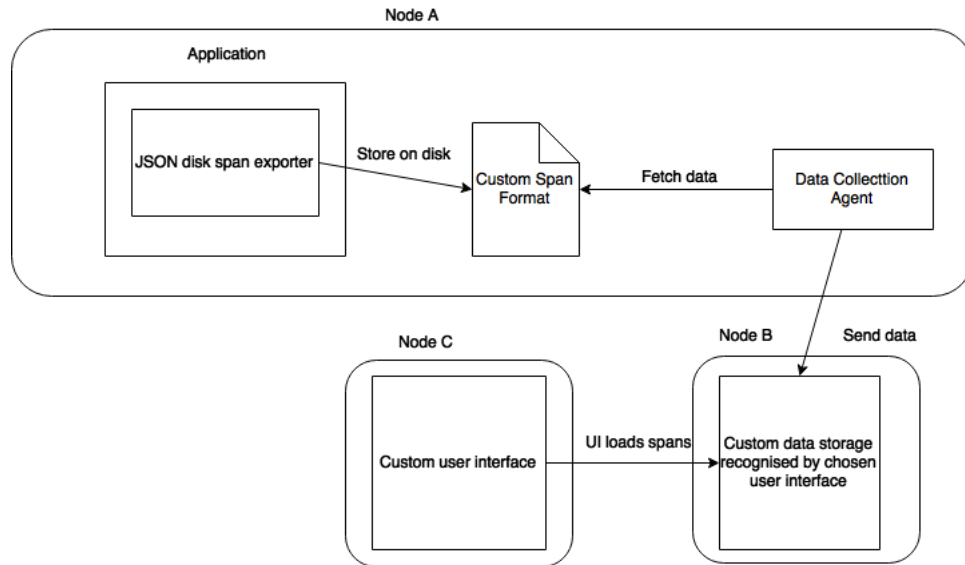 Node A
Application
JSON disk span exporter
Store on disk
Custom Span
Format
Fetch data
Data Collecttion
Agent
Node C
Node B
Send data
Custom user interface
UI loads spans
Custom data storage
recognised by chosen
user interface